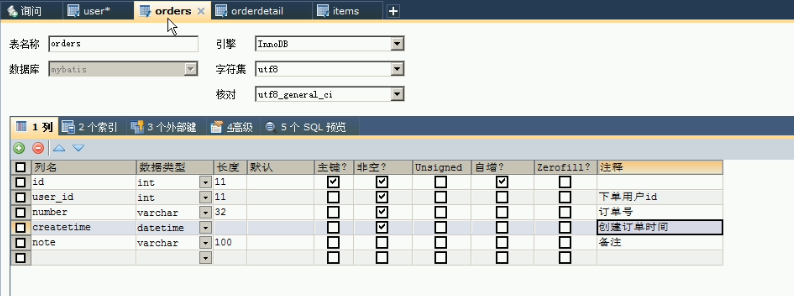 询问 user* orders orderdetail items
表名称 orders 引擎 InnoDB
数据库 mybatis 字符集 utf8
核对 utf8_general_ci
1 列 2 个索引 3 个外部键 4高级 5 个 SQL 预览
列名 数据类型 长度 默认 主键? 非空? Unsigned 自增? Zerofill? 注释
id int 11
user_id int 11 下单用户id
number varchar 32 订单号
createtime datetime 创建订单时间
note varchar 100 备注